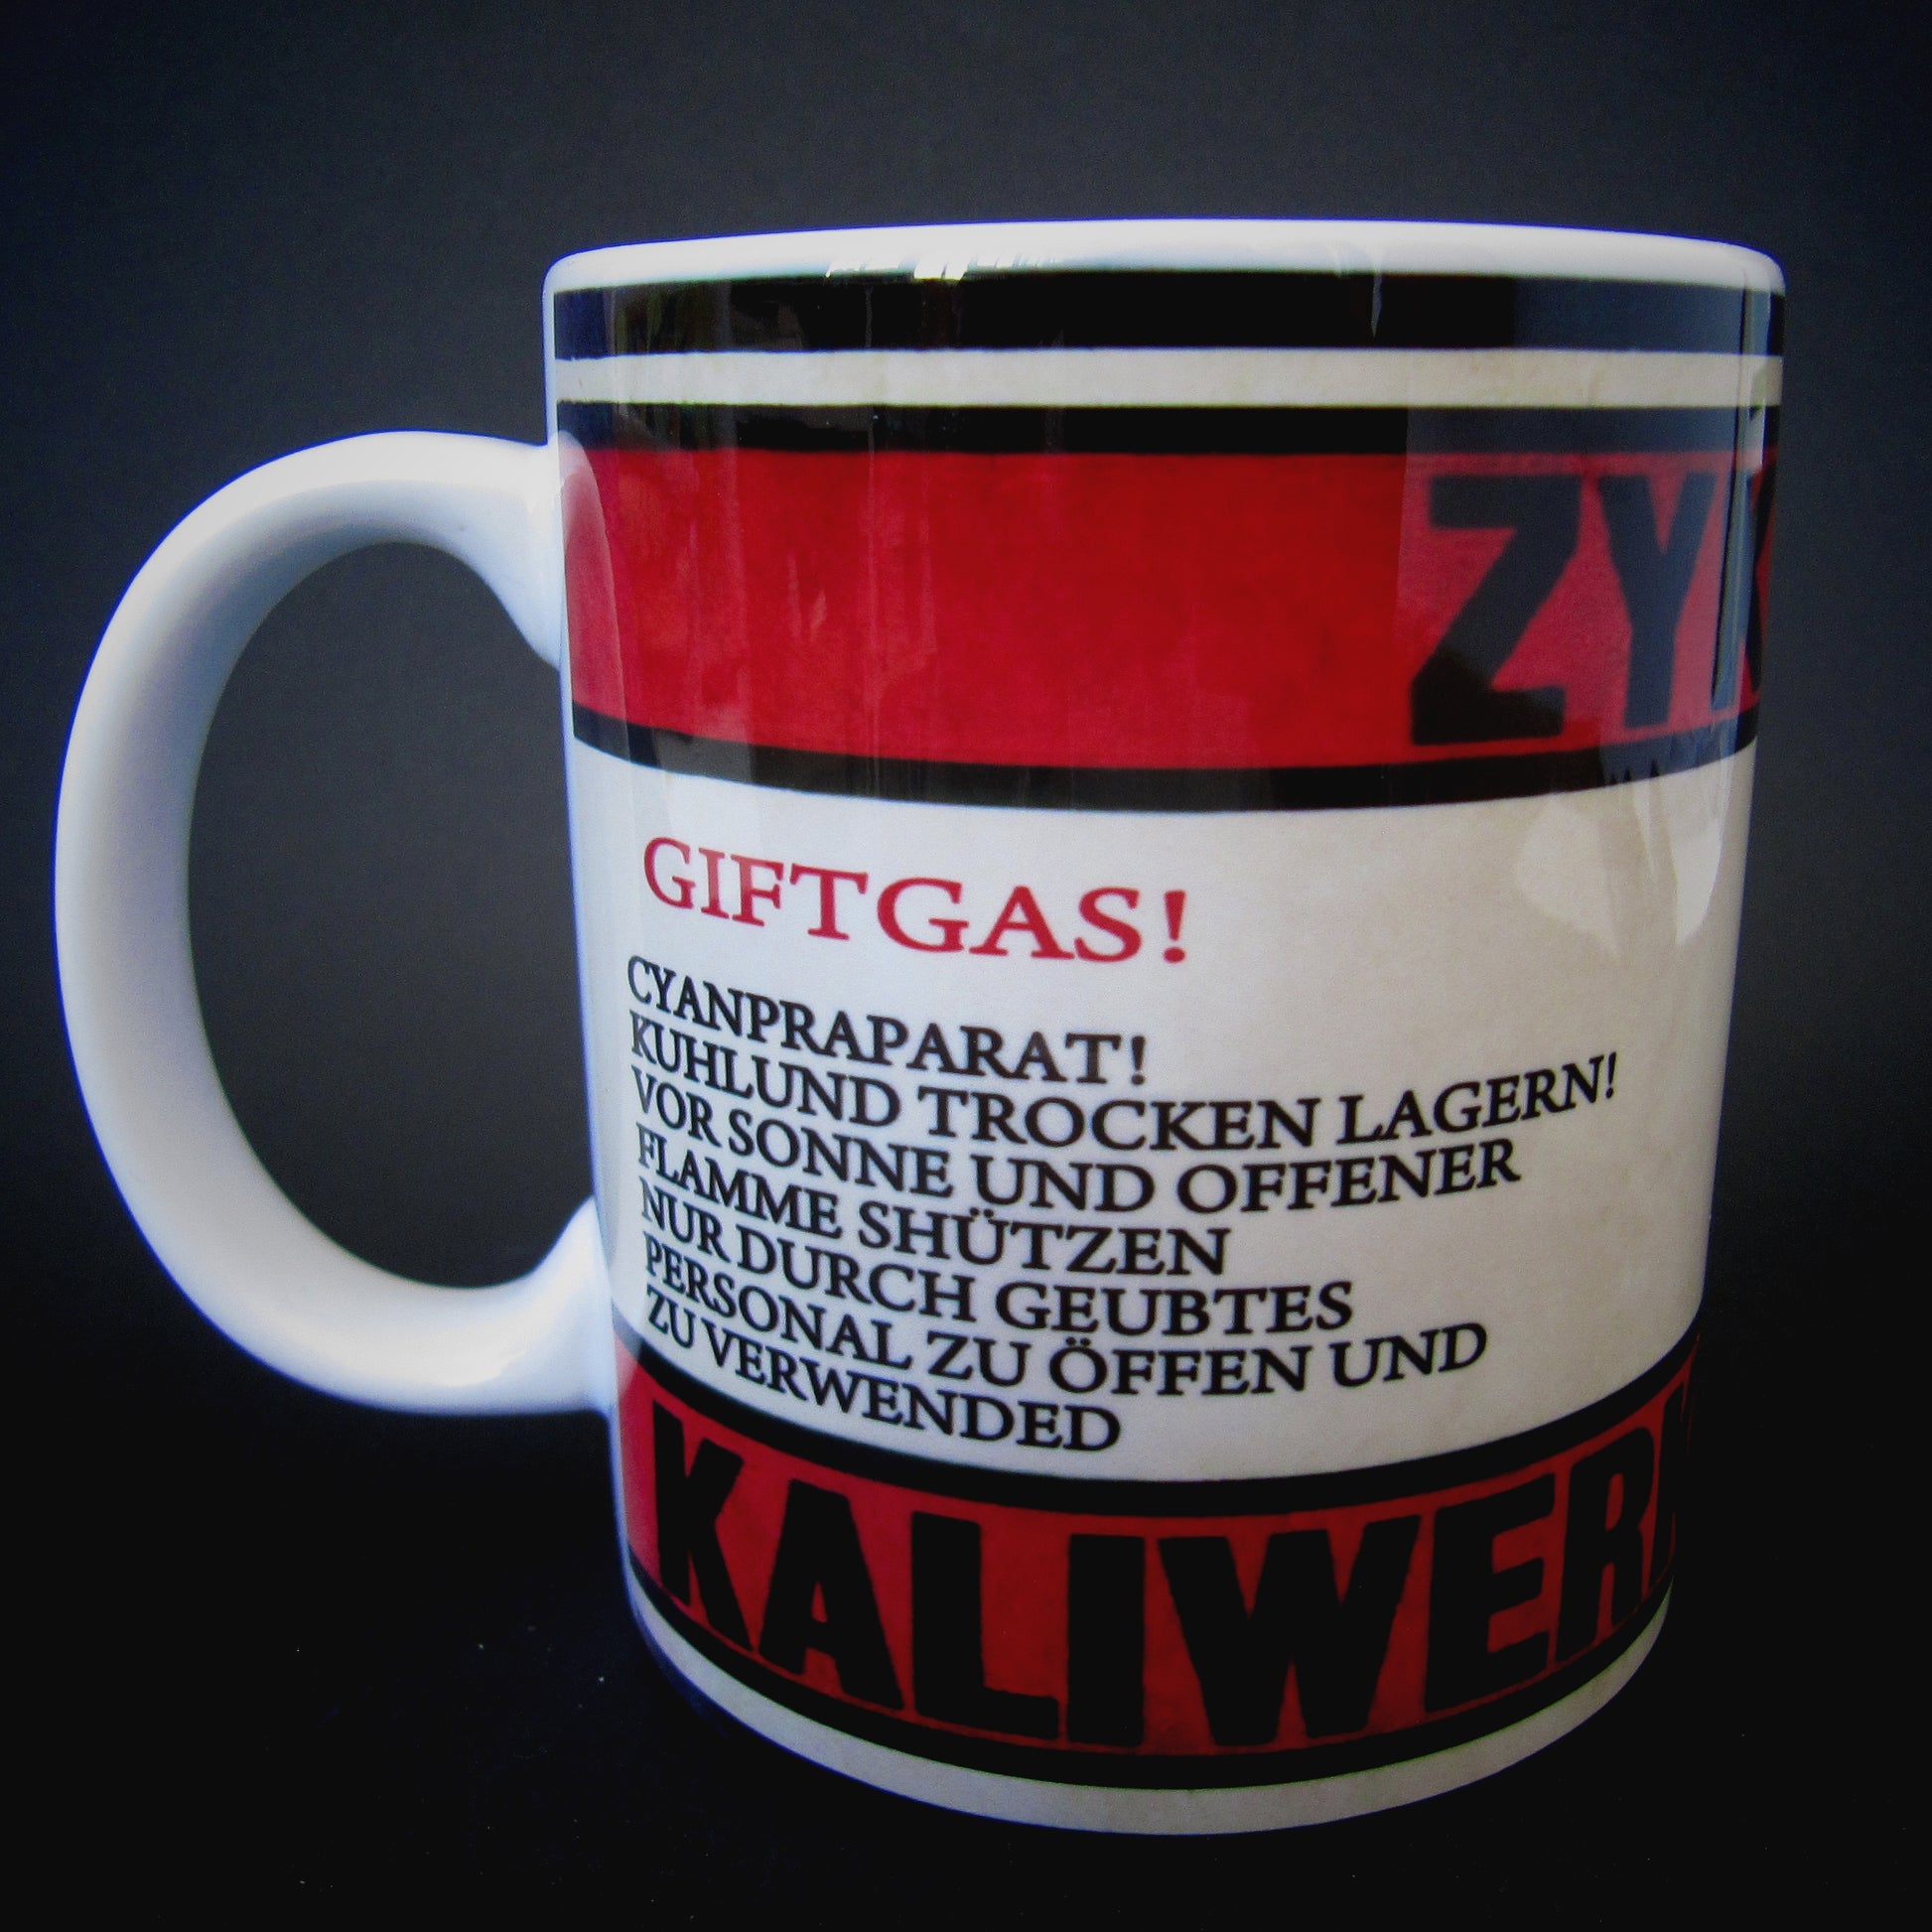 ZY
GIFTGAS!
CYANPRAPARAT!
KUHLUND TROCKEN LAGERN!
VOR SONNE UND OFFENER
FLAMME SHÜTZEN
NUR DURCH GEUBTES
PERSONAL ZU ÖFFEN UND
ZU VERWENDED
KALIWER